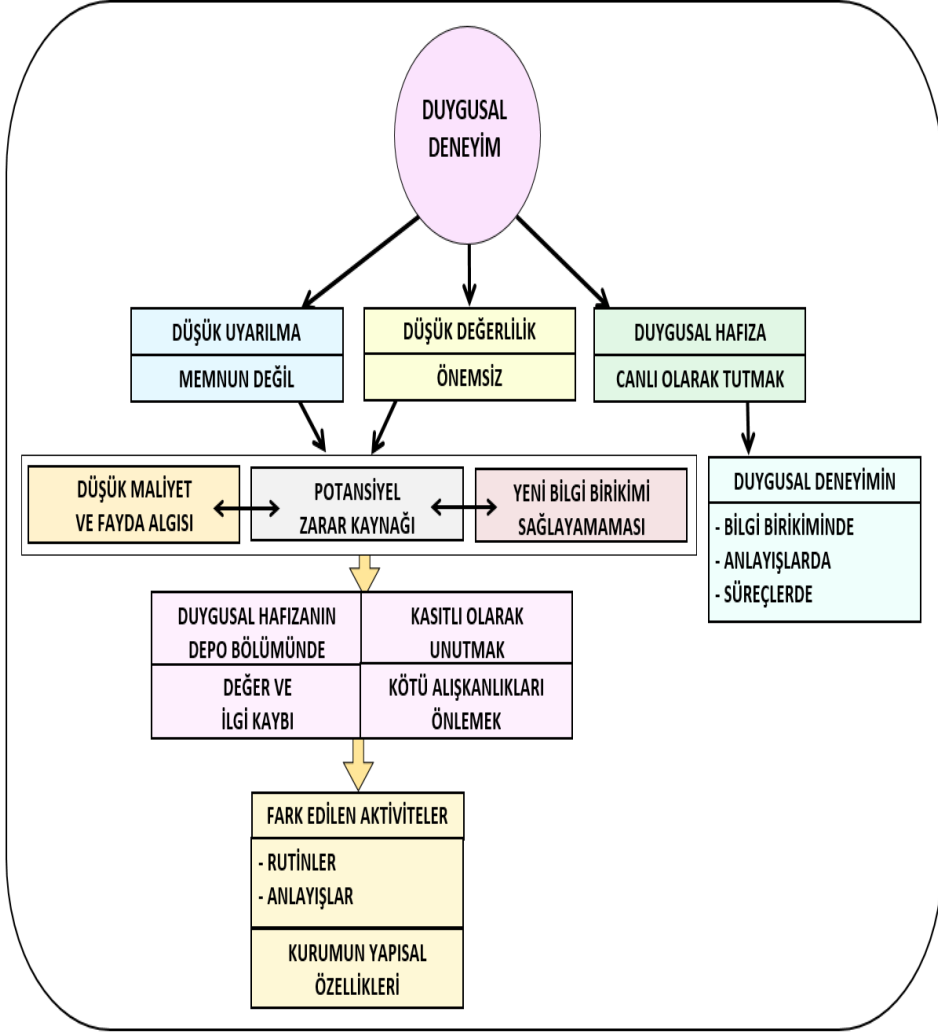 DUYGUSAL
DENEYİM
DÜŞÜK UYARILMA
MEMNUN DEĞİL
DÜŞÜK DEĞERLİLİK
ÖNEMSİZ
DUYGUSAL HAFIZA
CANLI OLARAK TUTMAK
DÜŞÜK MALİYET
VE FAYDA ALGISI
POTANSİYEL
ZARAR KAYNAĞI
YENİ BİLGİ BİRİKİMİ
SAĞLAYAMAMASI
DUYGUSAL DENEYİMİN
- BİLGİ BİRİKİMİNDE
- ANLAYIŞLARDA
- SÜREÇLERDE
DUYGUSAL HAFIZANIN
DEPO BÖLÜMÜNDE
KASITLI OLARAK
UNUTMAK
DEĞER VE
İLGİ KAYBI
KÖTÜ ALIŞKANLIKLARI
ÖNLEMEK
FARK EDİLEN AKTİVİTELER
- RUTİNLER
- ANLAYIŞLAR
KURUMUN YAPISAL
ÖZELLİKLERİ